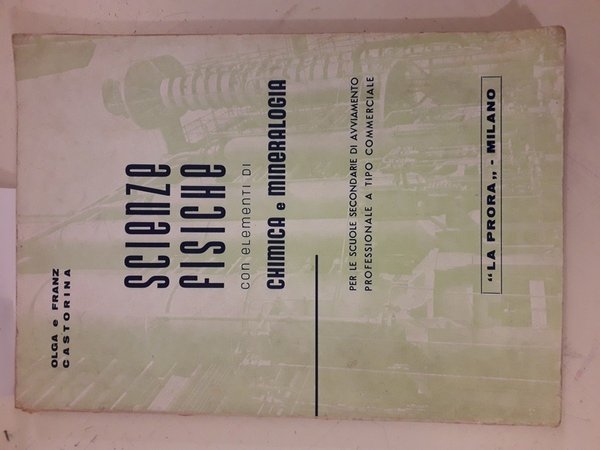 OLGA e FRANZ
CASTORINA
scienze
fisiche
con elementi di
CHIMICA e MINERALOGIA
PER LE SCUOLE SECONDARIE DI AVVIAMENTO
PROFESSIONALE A TIPO COMMERCIALE
“LA PRORA„ - MILANO